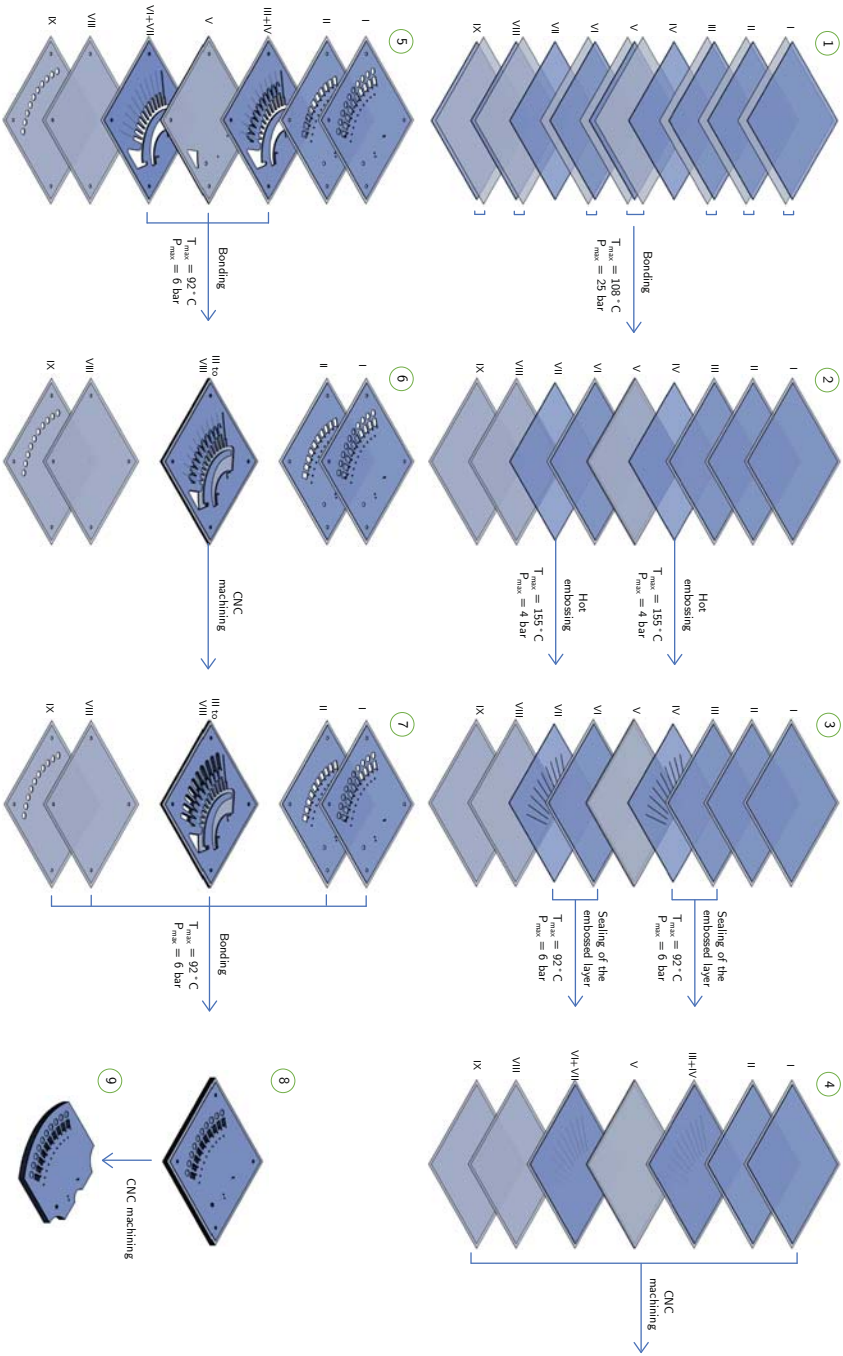 1
I
II
III
IV
V
VI
VII
VIII
IX
Bonding
T max = 108 °C
P max = 25 bar
2
I
II
III
IV
V
VI
VII
VIII
IX
Hot
embossing
T max = 155 °C
P max = 4 bar
Hot
embossing
T max = 155 °C
P max = 4 bar
3
I
II
III
IV
V
VI
VII
VIII
IX
Sealing of the
embossed layer
T max = 92 °C
P max = 6 bar
Sealing of the
embossed layer
T max = 92 °C
P max = 6 bar
4
I
II
III+IV
V
VI+VII
VIII
IX
CNC
machining
5
I
II
III+IV
V
VI+VII
VIII
IX
Bonding
T max = 92 °C
P max = 6 bar
6
I
II
III to
VIII
VIII
IX
CNC
machining
7
I
II
III to
VIII
VIII
IX
Bonding
T max = 92 °C
P max = 6 bar
8
CNC machining
9